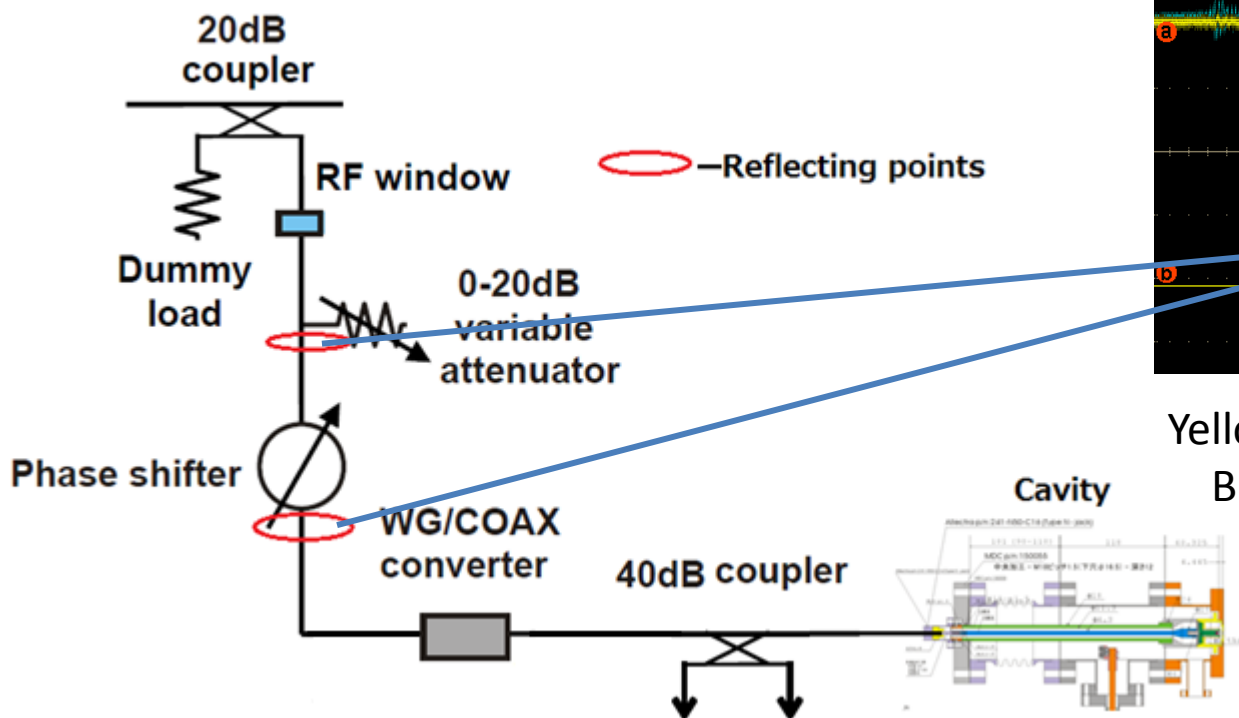 20dB
coupler
RF window
Reflecting points
Dummy
load
0-20dB
variable
attenuator
Phase shifter
WG/COAX
converter
40dB coupler
a
b
Yello
B
Cavity